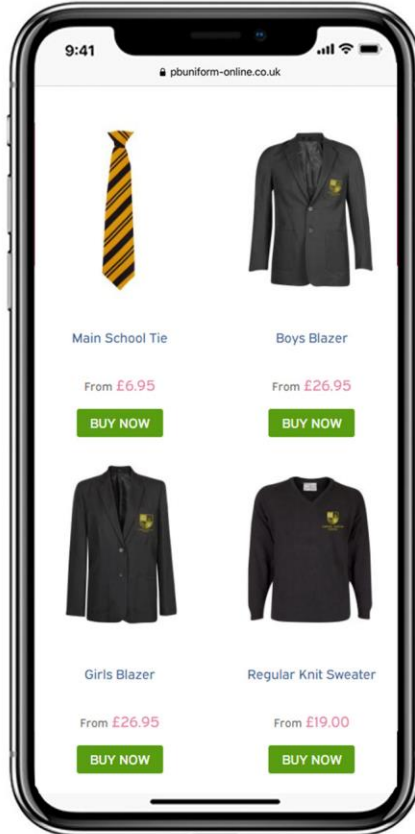 9:41
pbuniform-online.co.uk
Main School Tie
Boys Blazer
From £6.95
From £26.95
BUY NOW
BUY NOW
Girls Blazer
Regular Knit Sweater
From £26.95
From £19.00
BUY NOW
BUY NOW